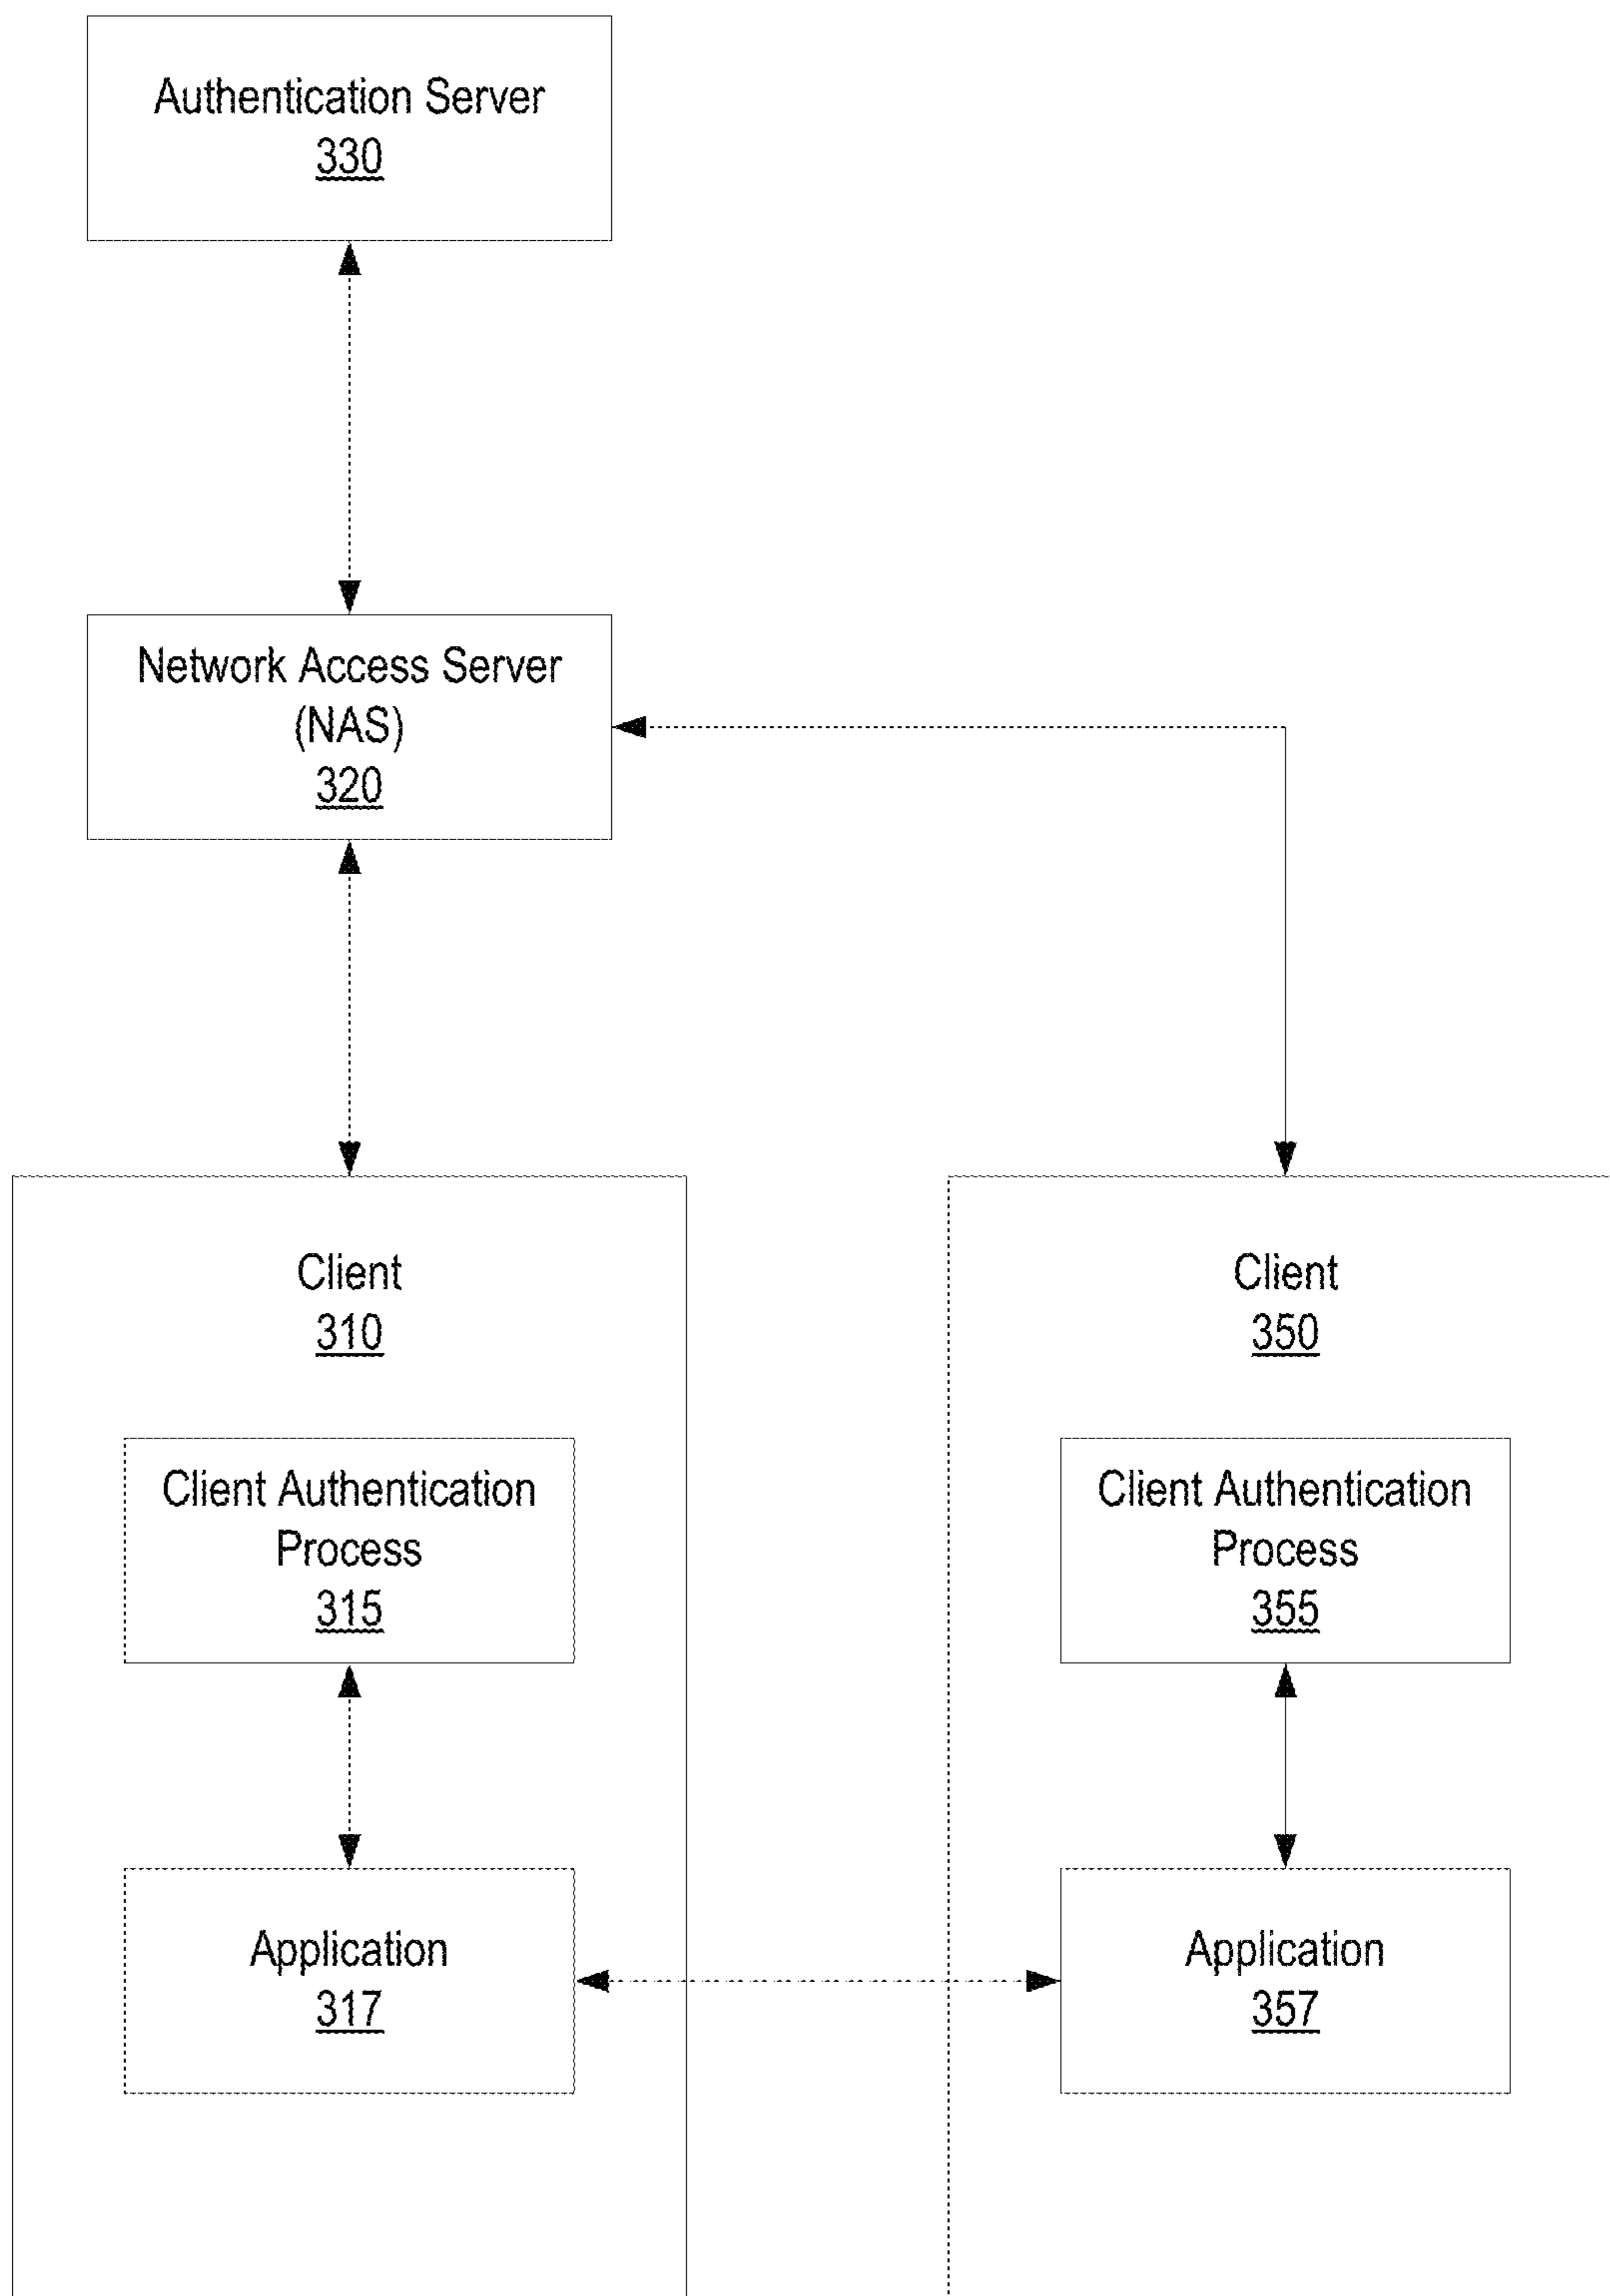 Authentication Server
330
Network Access Server
(NAS)
320
Client
310
Client Authentication
Process
315
Application
317
Client
350
Client Authentication
Process
355
Application
357